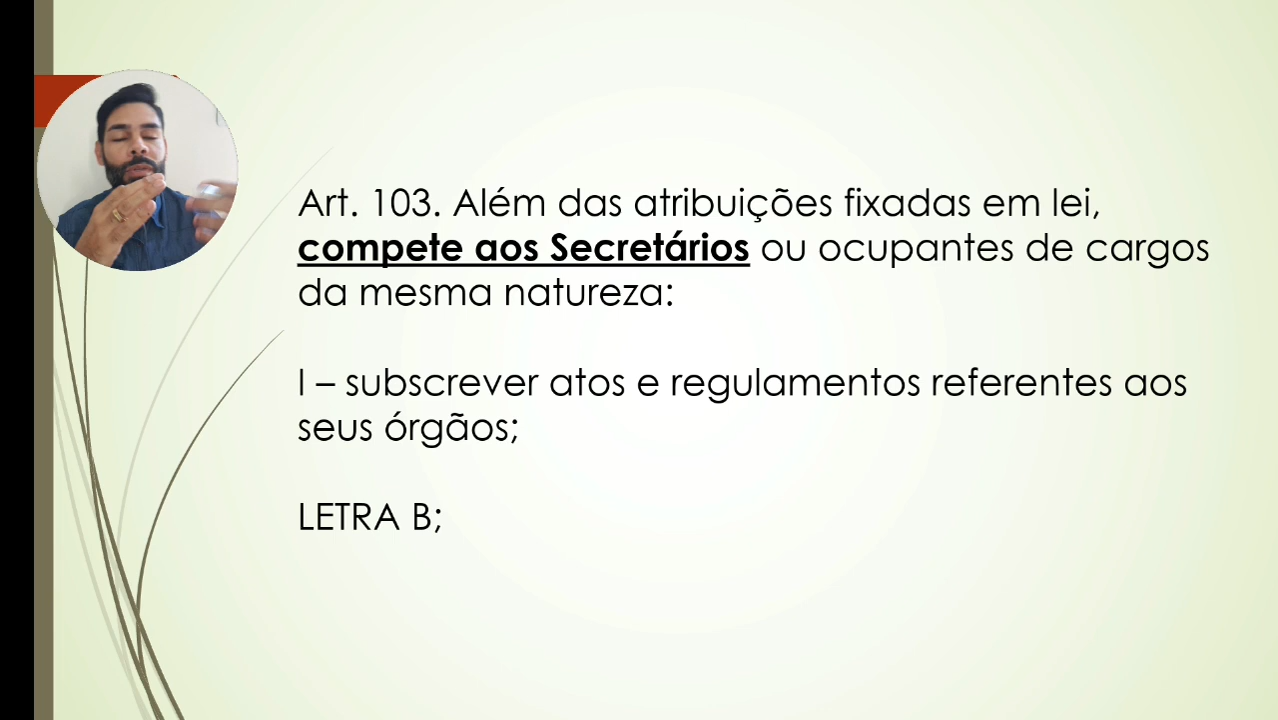 Art. 103. Além das atribuições fixadas em lei,
compete aos Secretários ou ocupantes de cargos
da mesma natureza:
I – subscrever atos e regulamentos referentes aos
seus órgãos;
LETRA B;